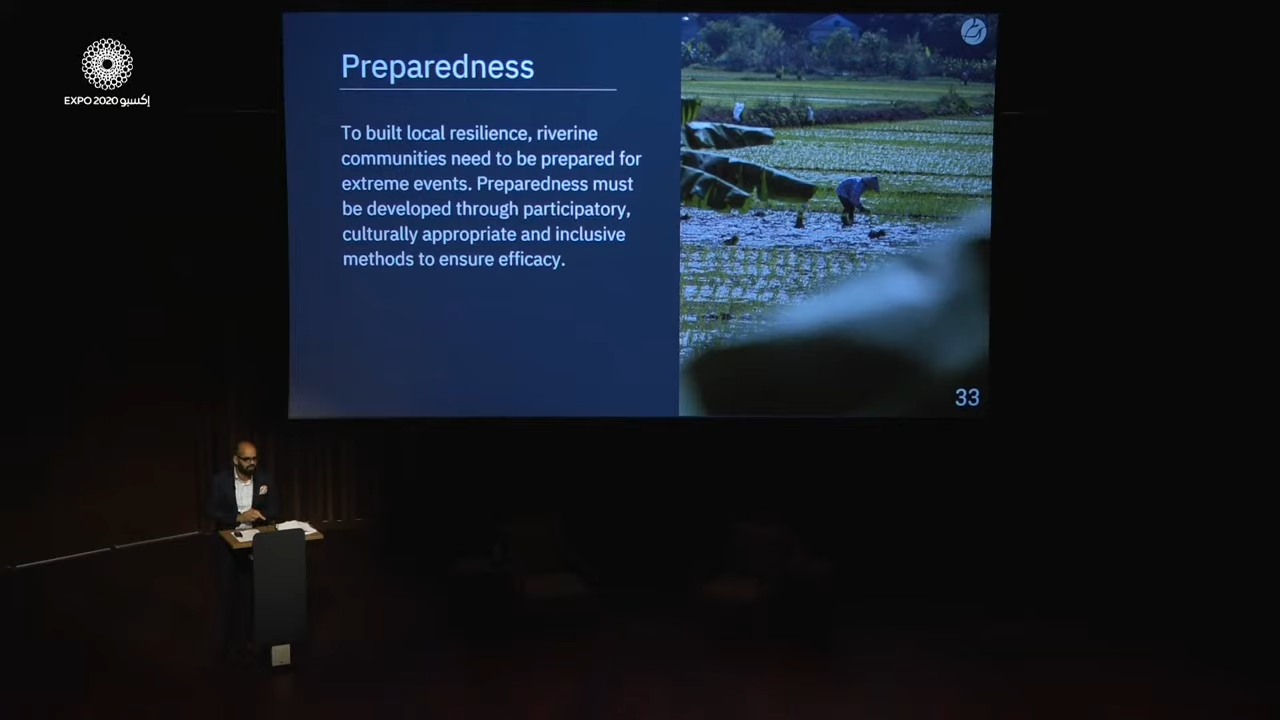 EXPO 2020 إكسبو
Preparedness
To built local resilience, riverine
communities need to be prepared for
extreme events. Preparedness must
be developed through participatory,
culturally appropriate and inclusive
methods to ensure efficacy.
33